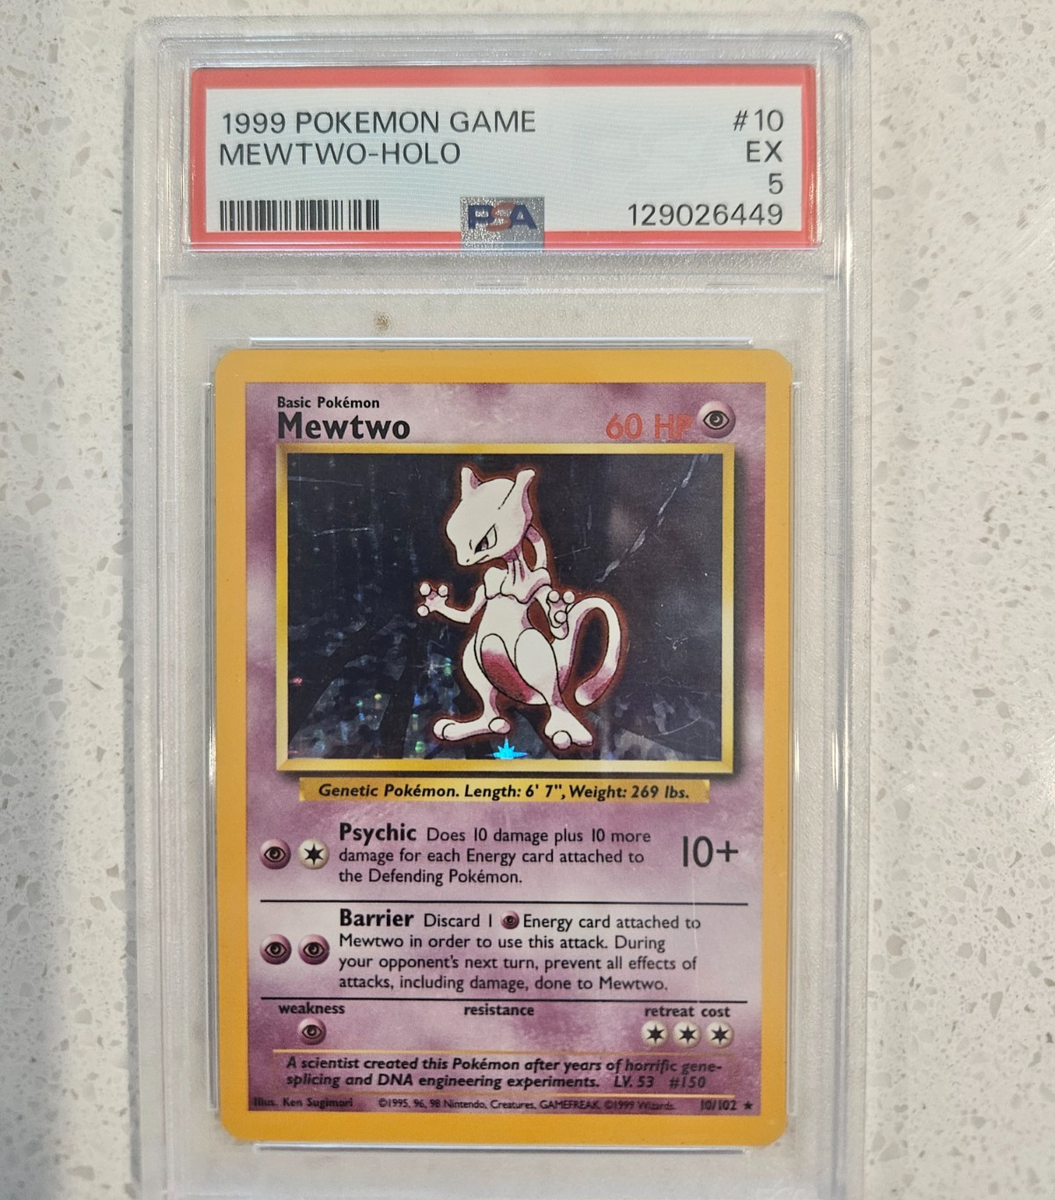 1999 POKEMON GAME #10
MEWTWO-HOLO EX
5
PSA 129026449
Basic Pokémon
Mewtwo 60 HP
Genetic Pokémon. Length: 6' 7", Weight: 269 lbs.
Psychic Does 10 damage plus 10 more
damage for each Energy card attached to
the Defending Pokémon.
10+
Barrier Discard 1 Energy card attached to
Mewtwo in order to use this attack. During
your opponent's next turn, prevent all effects of
attacks, including damage, done to Mewtwo.
weakness resistance retreat cost
A scientist created this Pokémon after years of horrific gene-
splicing and DNA engineering experiments. LV. 53 #150
Illus. Ken Sugimori ©1995, 96, 98 Nintendo, Creatures, GAMEFREAK. ©1999 Wizards. 10/102